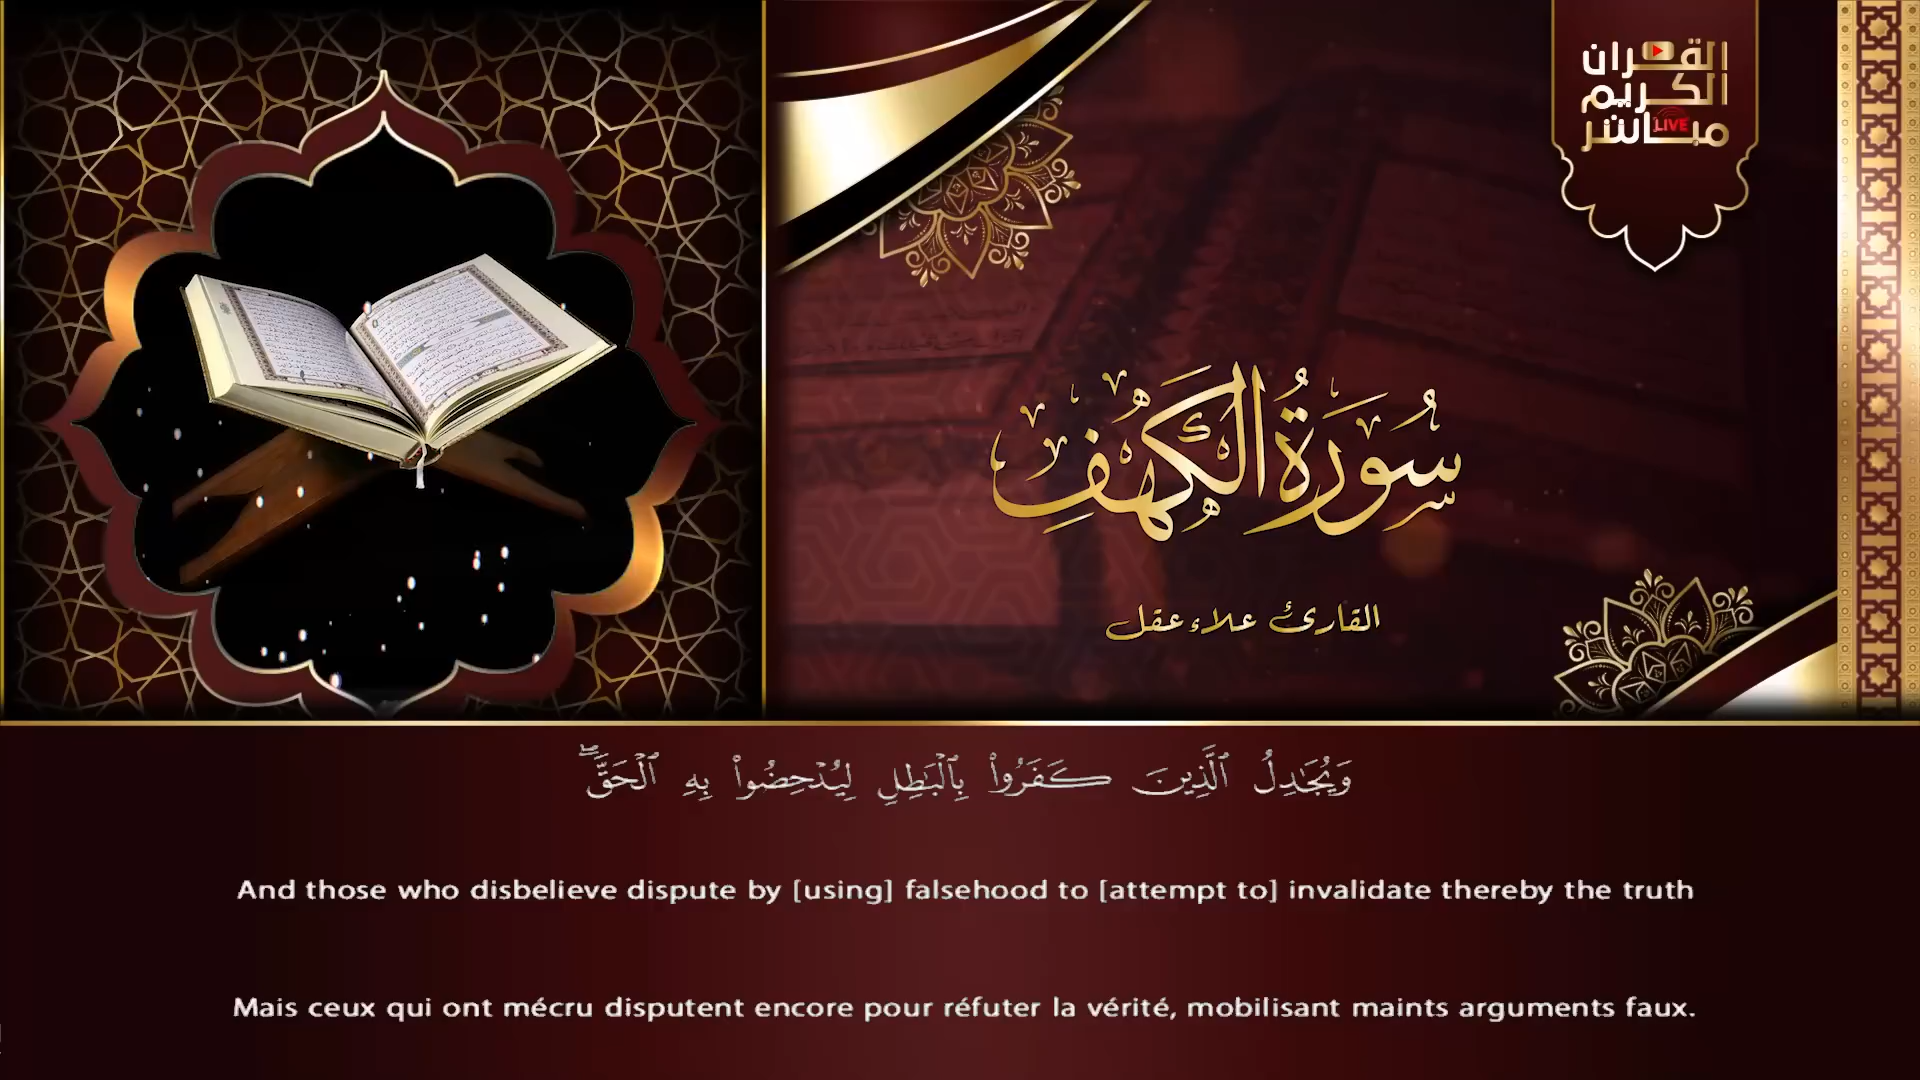 القران
الكريم
مباشر
LIVE
سُورَةُ الكَهْفِ
القارئ علاء عقل
وَيُجَٰدِلُ ٱلَّذِينَ كَفَرُوا۟ بِٱلْبَٰطِلِ لِيُدْحِضُوا۟ بِهِ ٱلْحَقَّ ۖ
And those who disbelieve dispute by [using] falsehood to [attempt to] invalidate thereby the truth
Mais ceux qui ont mécru disputent encore pour réfuter la vérité, mobilisant maints arguments faux.